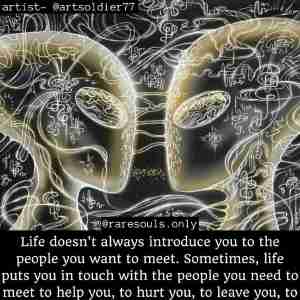 artist- @artsoldier77
@raresouls.only
Life doesn't always introduce you to the
people you want to meet. Sometimes, life
puts you in touch with the people you need to
meet to help you, to hurt you, to leave you, to